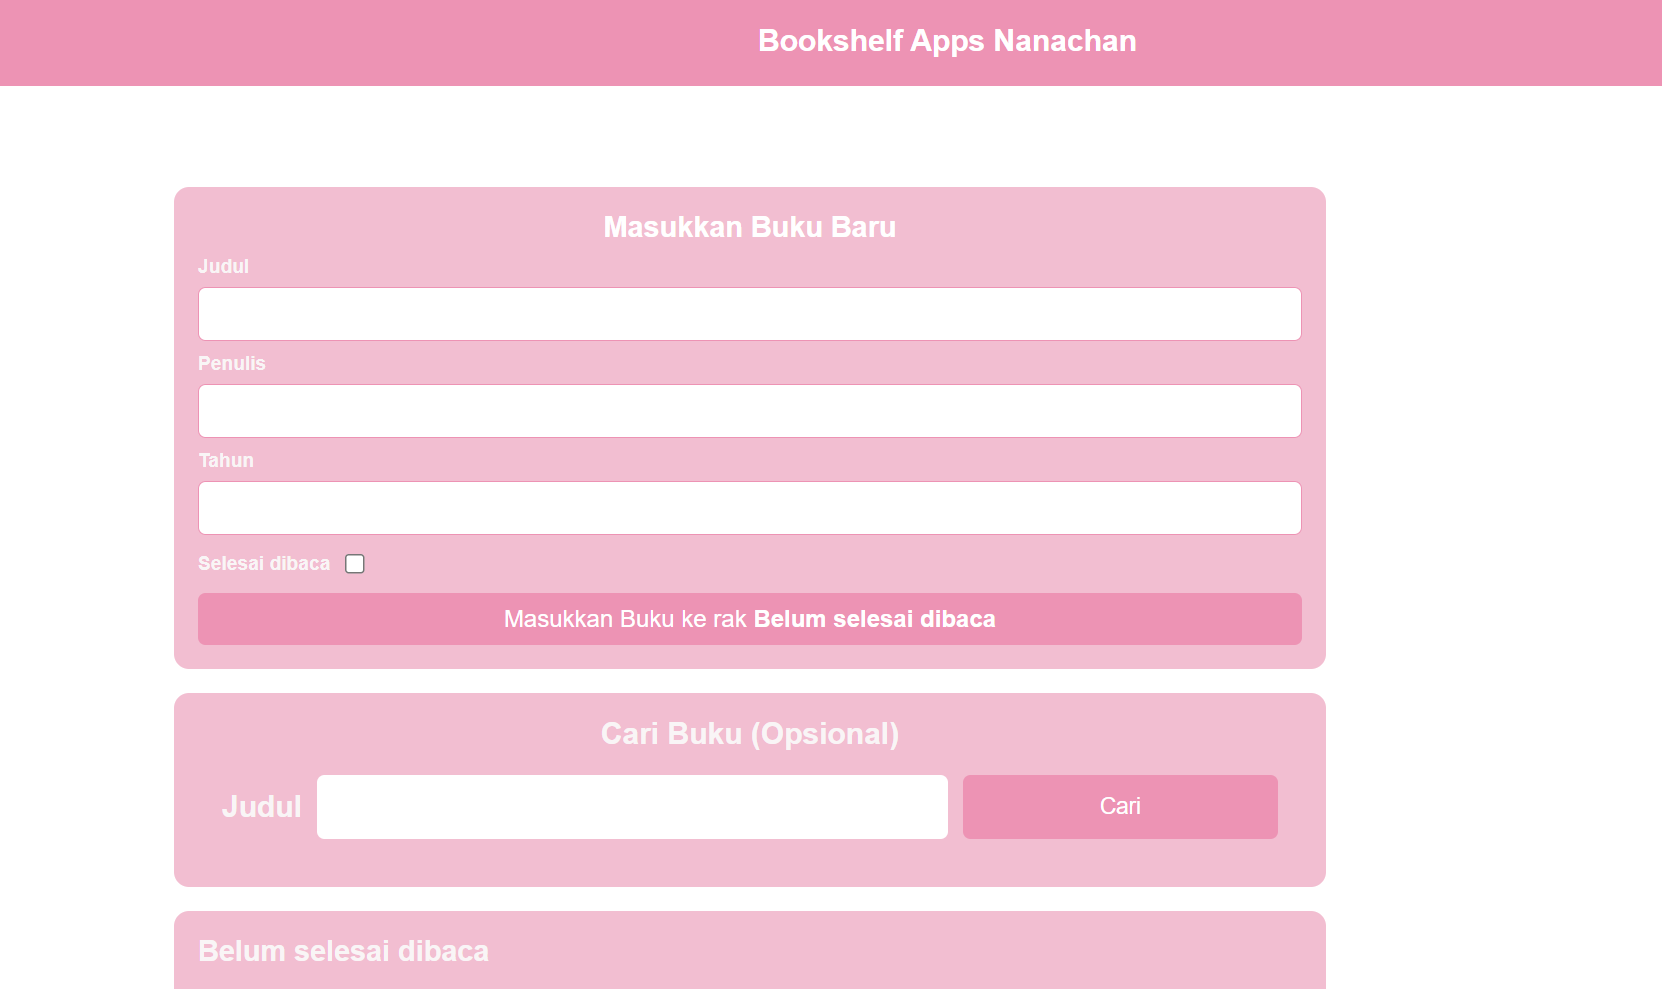 Bookshelf Apps Nanachan
Masukkan Buku Baru
Judul
Penulis
Tahun
Selesai dibaca
Masukkan Buku ke rak Belum selesai dibaca
Cari Buku (Opsional)
Judul
Cari
Belum selesai dibaca